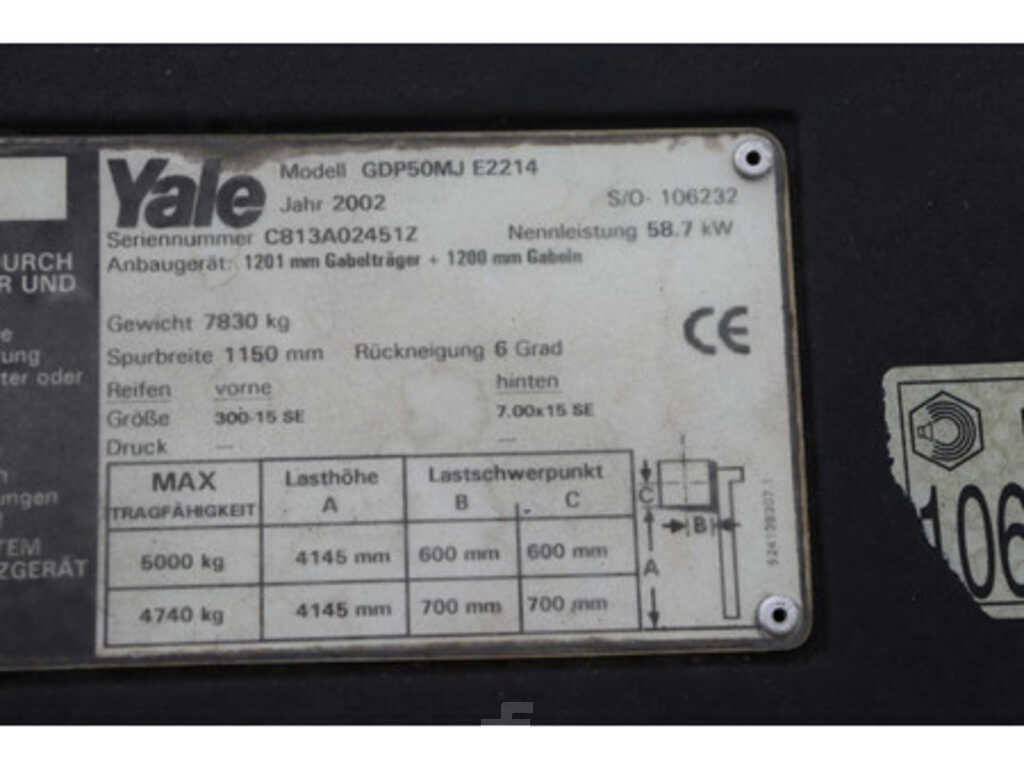 DURCH
R UND
e
tung
ter oder
n
ungen
e
TEM
ZGERÄT
Yale
Modell GDP50MJ E2214
Jahr 2002
S/O- 106232
Seriennummer C813A02451Z
Nennleistung 58.7 kW
Anbaugerät: 1201 mm Gabelträger + 1200 mm Gabeln
Gewicht 7830 kg
CE
Spurbreite 1150 mm Rückneigung 6 Grad
Reifen vorne hinten
Größe 300-15 SE 7.00x15 SE
Druck --- ---
MAX TRAGFÄHIGKEIT Lasthöhe A Lastschwerpunkt B C
5000 kg 4145 mm 600 mm 600 mm
4740 kg 4145 mm 700 mm 700 mm
C
B
A
106